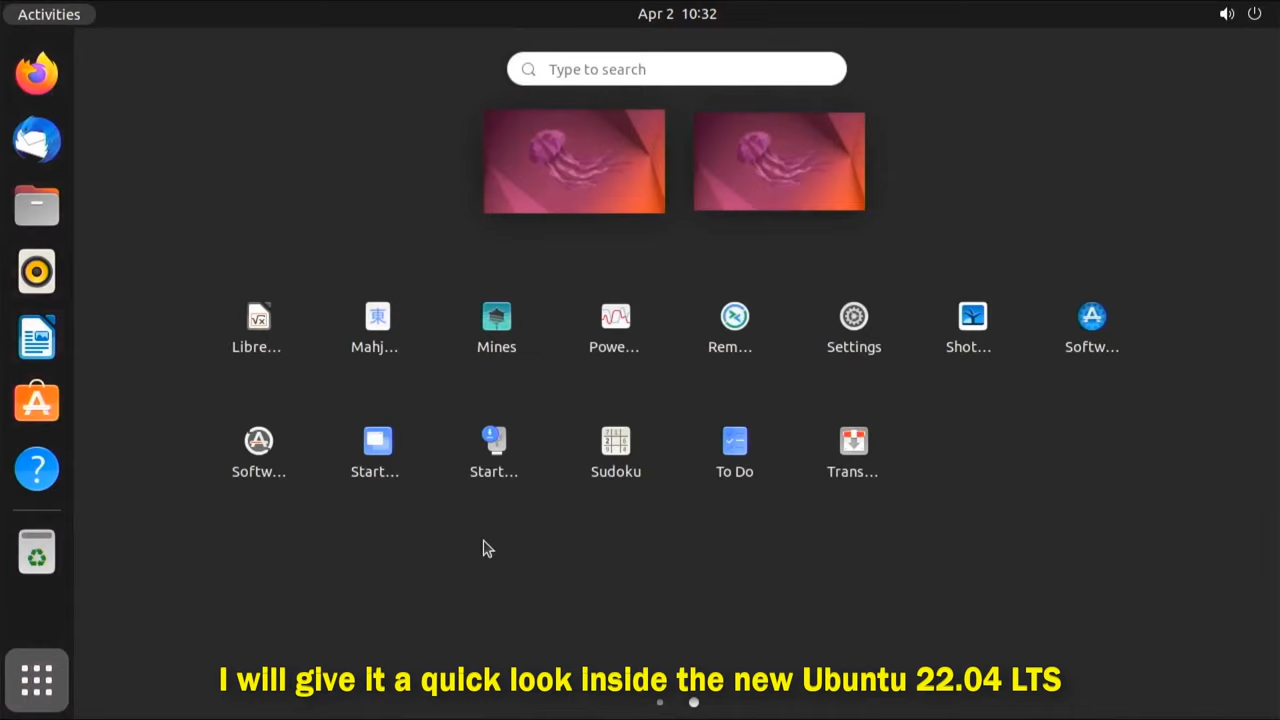 Activities
Apr 2 10:32
Type to search
Libre...
Mahj...
東
Mines
Powe...
Rem...
Settings
Shot...
Softw...
Softw...
Start...
Start...
Sudoku
To Do
Trans...
I will give it a quick look inside the new Ubuntu 22.04 LTS